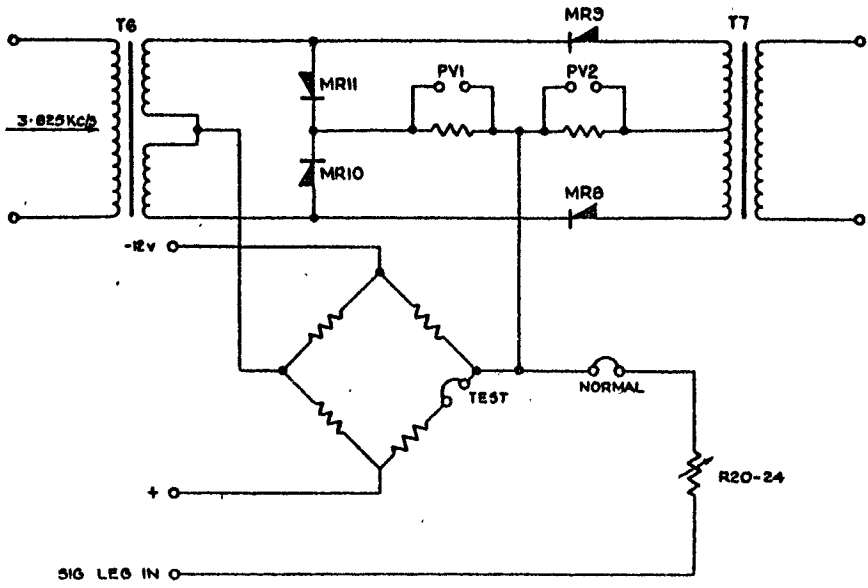 T6
MR9
T7
MR11
PV1
PV2
3·825Kc/s
MR10
MR8
-12v
TEST
NORMAL
+
R20-24
SIG LEG IN